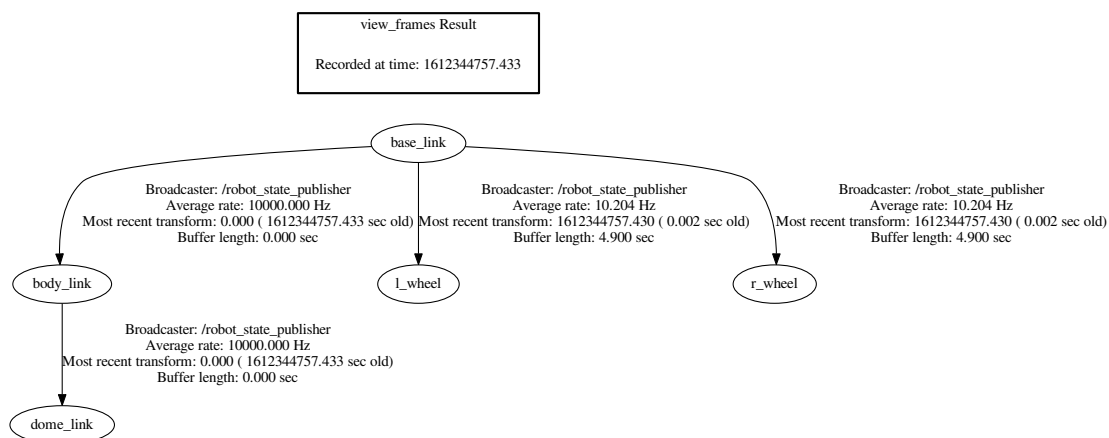 view_frames Result
Recorded at time: 1612344757.433
base_link
Broadcaster: /robot_state_publisher
Average rate: 10000.000 Hz
Most recent transform: 0.000 ( 1612344757.433 sec old)
Buffer length: 0.000 sec
Broadcaster: /robot_state_publisher
Average rate: 10.204 Hz
Most recent transform: 1612344757.430 ( 0.002 sec old)
Buffer length: 4.900 sec
Broadcaster: /robot_state_publisher
Average rate: 10.204 Hz
Most recent transform: 1612344757.430 ( 0.002 sec old)
Buffer length: 4.900 sec
body_link
l_wheel
r_wheel
Broadcaster: /robot_state_publisher
Average rate: 10000.000 Hz
Most recent transform: 0.000 ( 1612344757.433 sec old)
Buffer length: 0.000 sec
dome_link